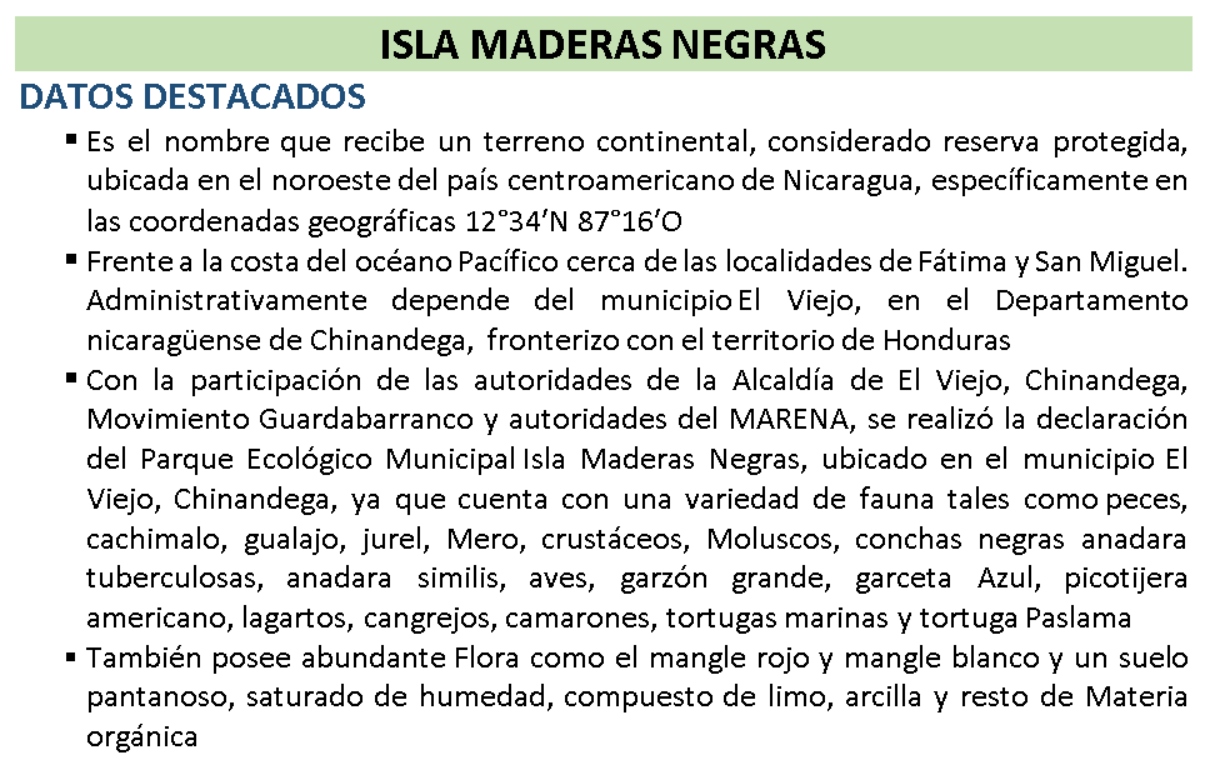 ISLA MADERAS NEGRAS
DATOS DESTACADOS
▪ Es el nombre que recibe un terreno continental, considerado reserva protegida,
ubicada en el noroeste del país centroamericano de Nicaragua, específicamente en
las coordenadas geográficas 12°34′N 87°16′O
▪ Frente a la costa del océano Pacífico cerca de las localidades de Fátima y San Miguel.
Administrativamente depende del municipio El Viejo, en el Departamento
nicaragüense de Chinandega, fronterizo con el territorio de Honduras
▪ Con la participación de las autoridades de la Alcaldía de El Viejo, Chinandega,
Movimiento Guardabarranco y autoridades del MARENA, se realizó la declaración
del Parque Ecológico Municipal Isla Maderas Negras, ubicado en el municipio El
Viejo, Chinandega, ya que cuenta con una variedad de fauna tales como peces,
cachimalo, gualajo, jurel, Mero, crustáceos, Moluscos, conchas negras anadara
tuberculosas, anadara similis, aves, garzón grande, garceta Azul, picotijera
americano, lagartos, cangrejos, camarones, tortugas marinas y tortuga Paslama
▪ También posee abundante Flora como el mangle rojo y mangle blanco y un suelo
pantanoso, saturado de humedad, compuesto de limo, arcilla y resto de Materia
orgánica